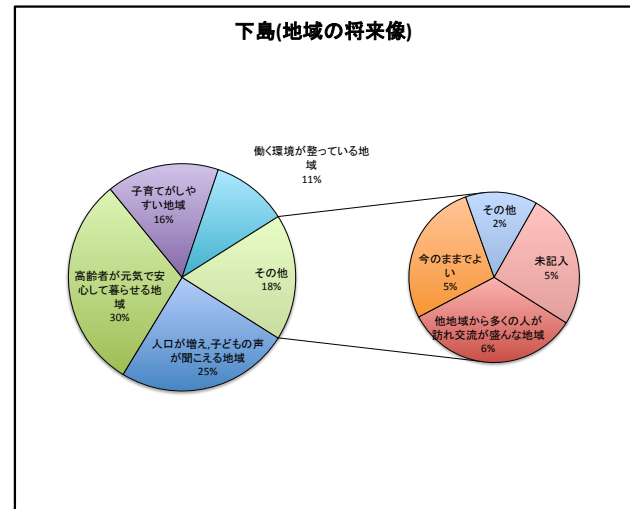 下島(地域の将来像)
働く環境が整っている地
域
11%
子育てがしや
すい地域
16%
その他
18%
高齢者が元気で安
心して暮らせる地
域
30%
人口が増え,子どもの声
が聞こえる地域
25%
その他
2%
未記入
5%
今のままでよ
い
5%
他地域から多くの人が
訪れ交流が盛んな地域
6%